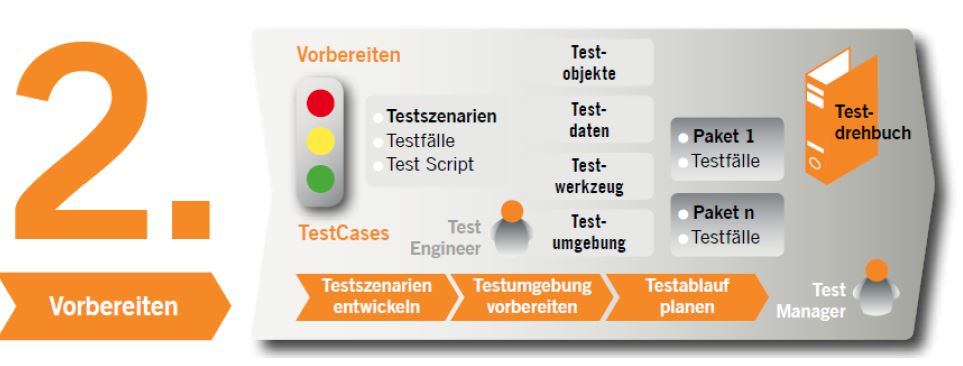 2.
Vorbereiten
Vorbereiten
TestCases
Testszenarien
Testfälle
Test Script
Test
Engineer
Test-
objekte
Test-
daten
Test-
werkzeug
Test-
umgebung
Paket 1
Testfälle
Paket n
Testfälle
Test-
drehbuch
Testszenarien
entwickeln
Testumgebung
vorbereiten
Testablauf
planen
Test
Manager